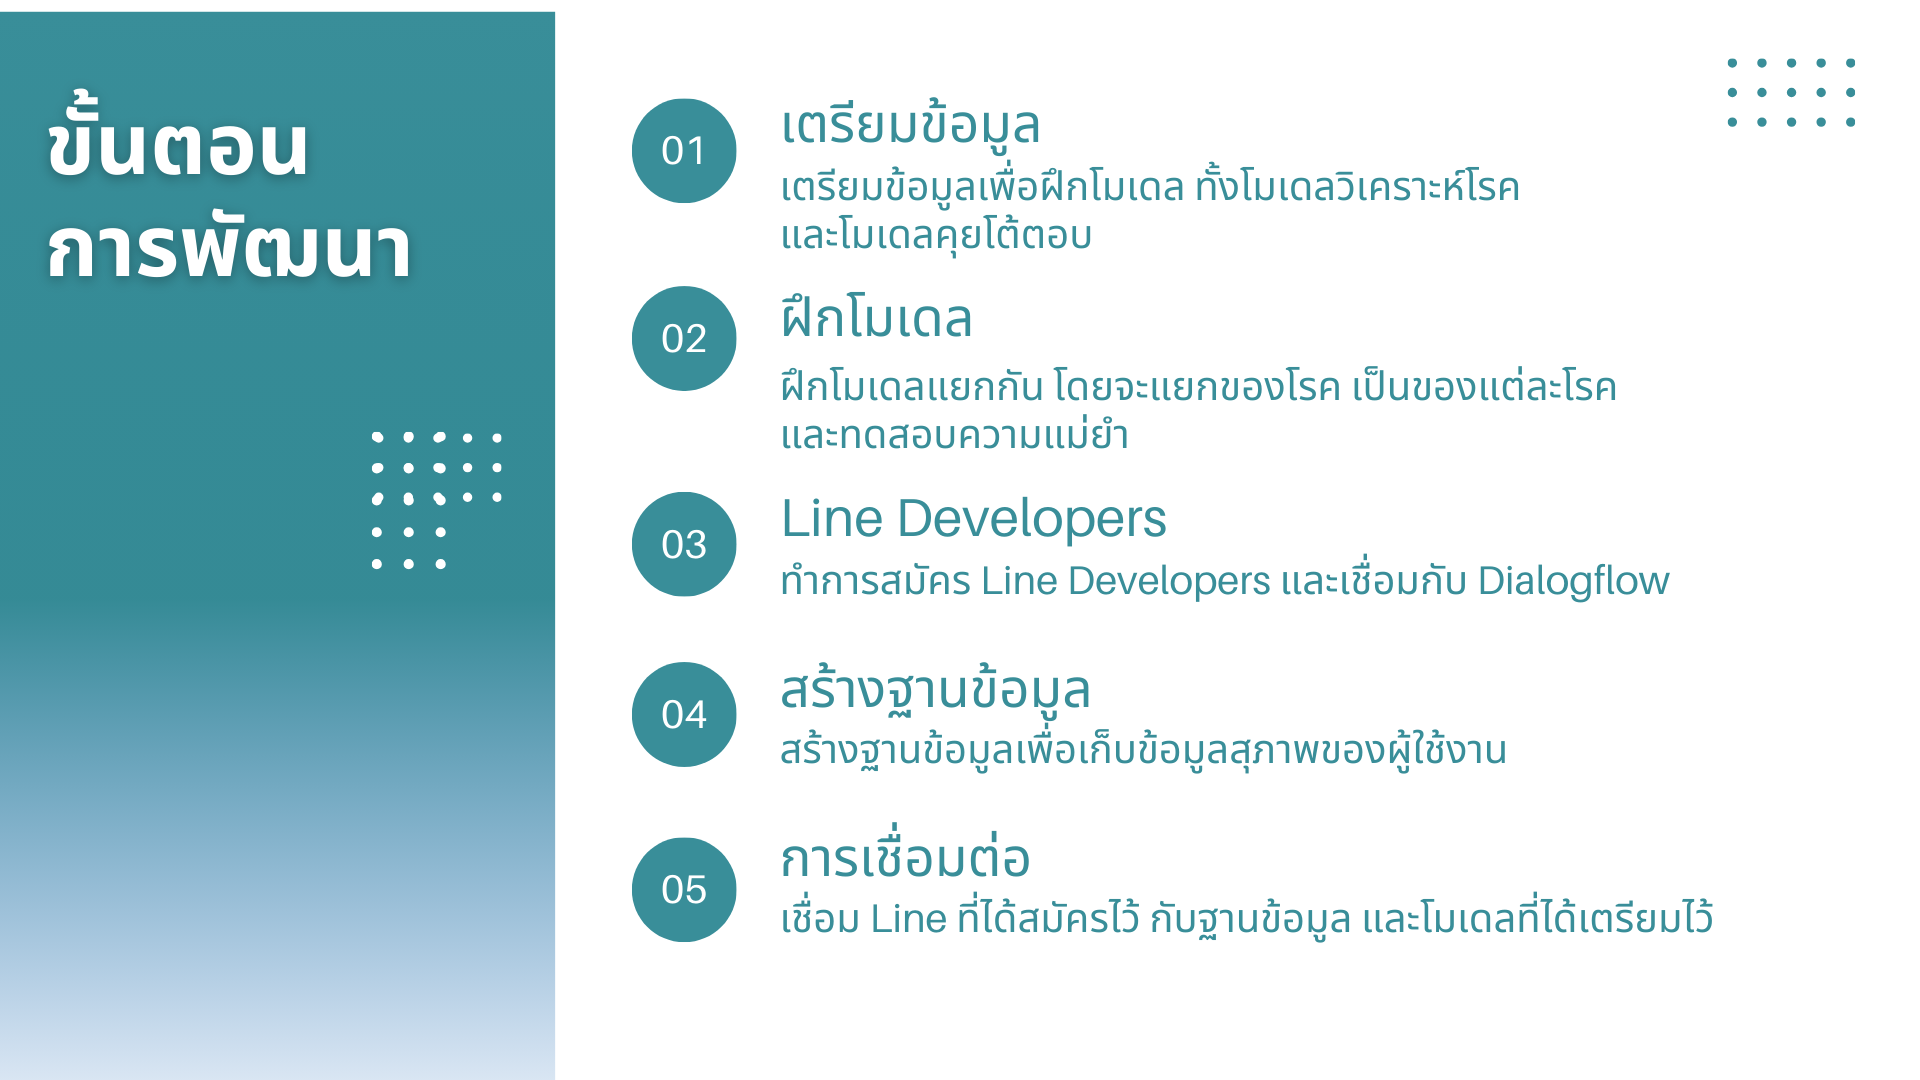 ขั้นตอน
การพัฒนา
01
เตรียมข้อมูล
เตรียมข้อมูลเพื่อฝึกโมเดล ทั้งโมเดลวิเคราะห์โรค
และโมเดลคุยโต้ตอบ
02
ฝึกโมเดล
ฝึกโมเดลแยกกัน โดยจะแยกของโรค เป็นของแต่ละโรค
และทดสอบความแม่ยำ
03
Line Developers
ทำการสมัคร Line Developers และเชื่อมกับ Dialogflow
04
สร้างฐานข้อมูล
สร้างฐานข้อมูลเพื่อเก็บข้อมูลสุภาพของผู้ใช้งาน
05
การเชื่อมต่อ
เชื่อม Line ที่ได้สมัครไว้ กับฐานข้อมูล และโมเดลที่ได้เตรียมไว้